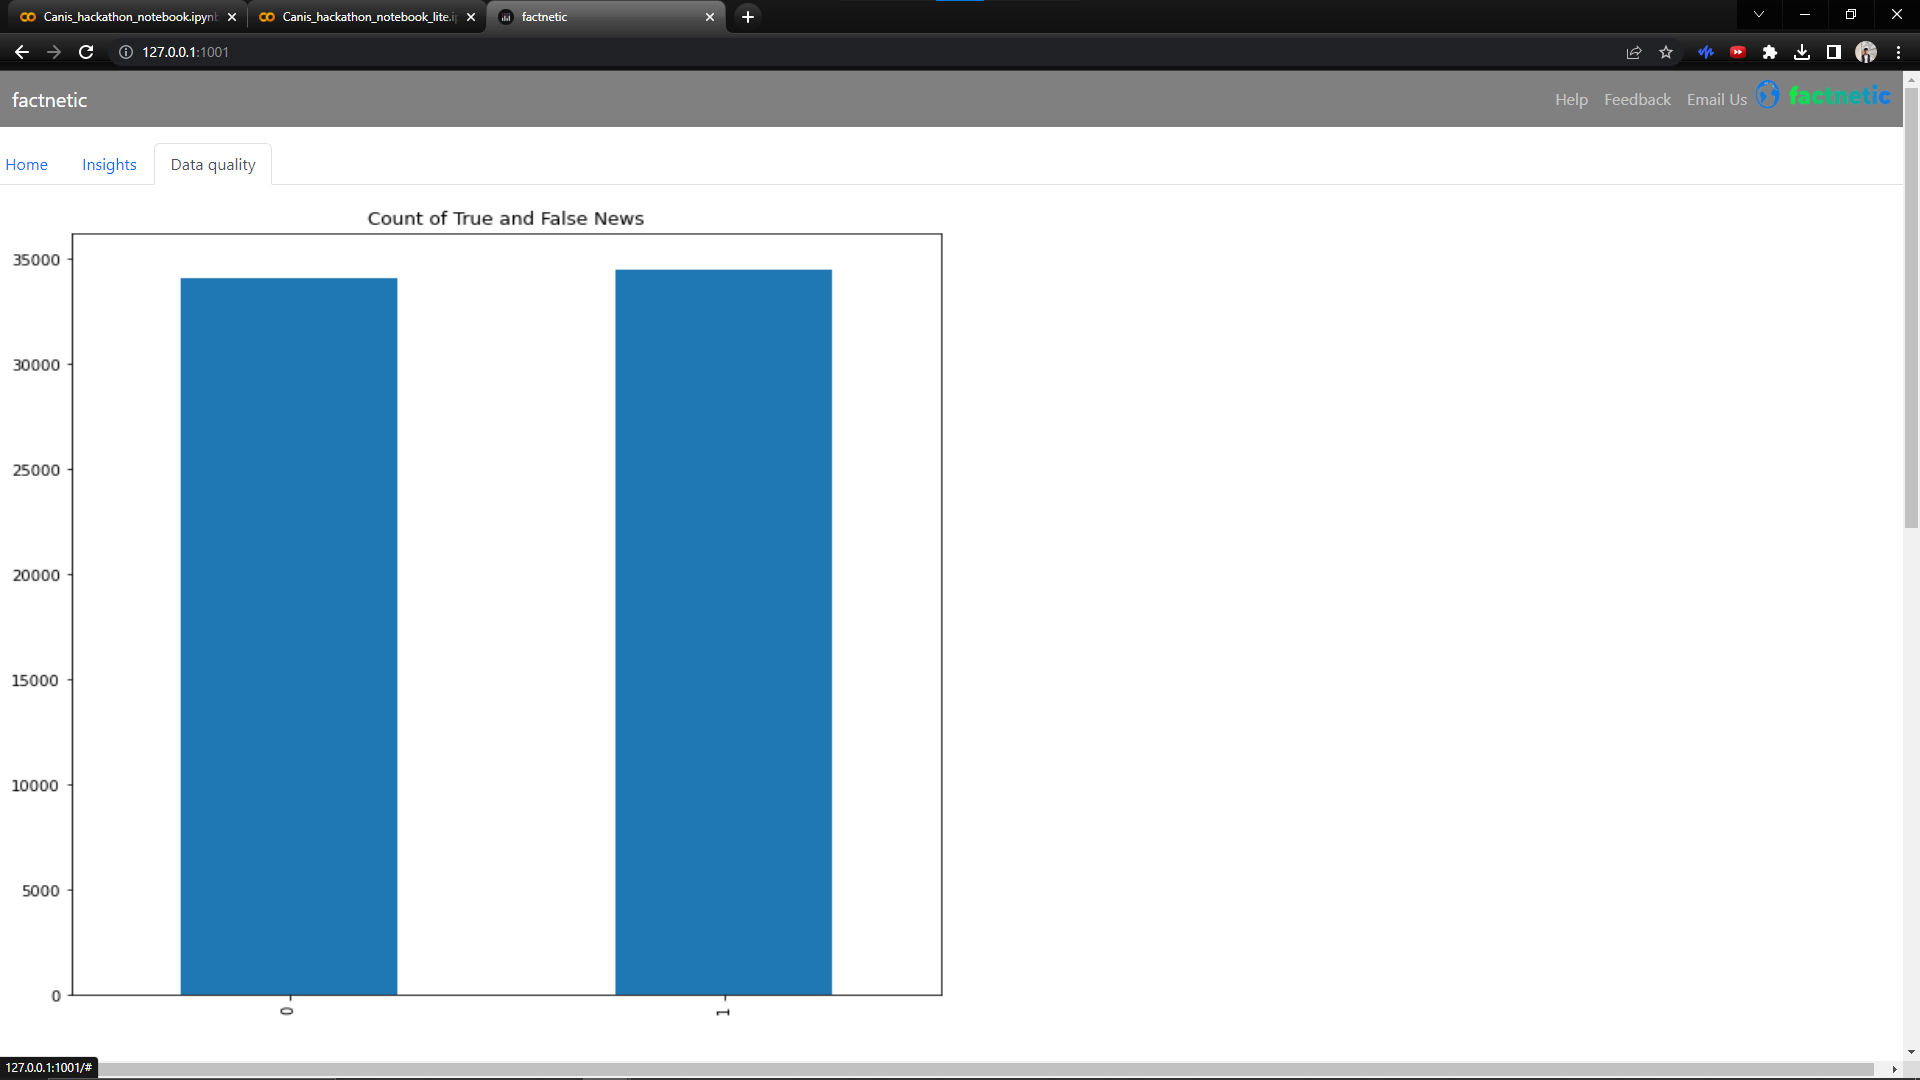 Canis_hackathon_notebook.ipynb
Canis_hackathon_notebook_lite.ip
factnetic
127.0.0.1:1001
factnetic
Help Feedback Email Us factnetic
Home Insights Data quality
Count of True and False News
35000
30000
25000
20000
15000
10000
5000
0
0 1
127.0.0.1:1001/#